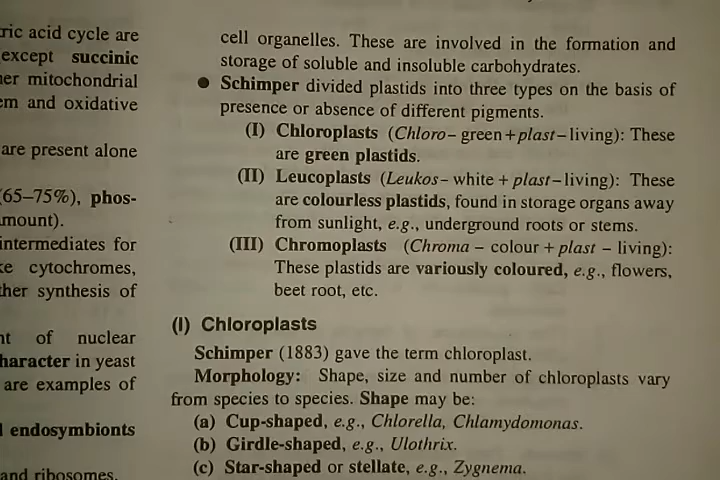 ric acid cycle are
except succinic
er mitochondrial
em and oxidative
are present alone
(65–75%), phos-
mount).
intermediates for
ke cytochromes,
ther synthesis of
nt of nuclear
haracter in yeast
are examples of
l endosymbionts
and ribosomes.
cell organelles. These are involved in the formation and
storage of soluble and insoluble carbohydrates.
● Schimper divided plastids into three types on the basis of
presence or absence of different pigments.
(I) Chloroplasts (Chloro– green+plast–living): These
are green plastids.
(II) Leucoplasts (Leukos– white + plast–living): These
are colourless plastids, found in storage organs away
from sunlight, e.g., underground roots or stems.
(III) Chromoplasts (Chroma – colour + plast – living):
These plastids are variously coloured, e.g., flowers,
beet root, etc.
(I) Chloroplasts
Schimper (1883) gave the term chloroplast.
Morphology: Shape, size and number of chloroplasts vary
from species to species. Shape may be:
(a) Cup-shaped, e.g., Chlorella, Chlamydomonas.
(b) Girdle-shaped, e.g., Ulothrix.
(c) Star-shaped or stellate, e.g., Zygnema.